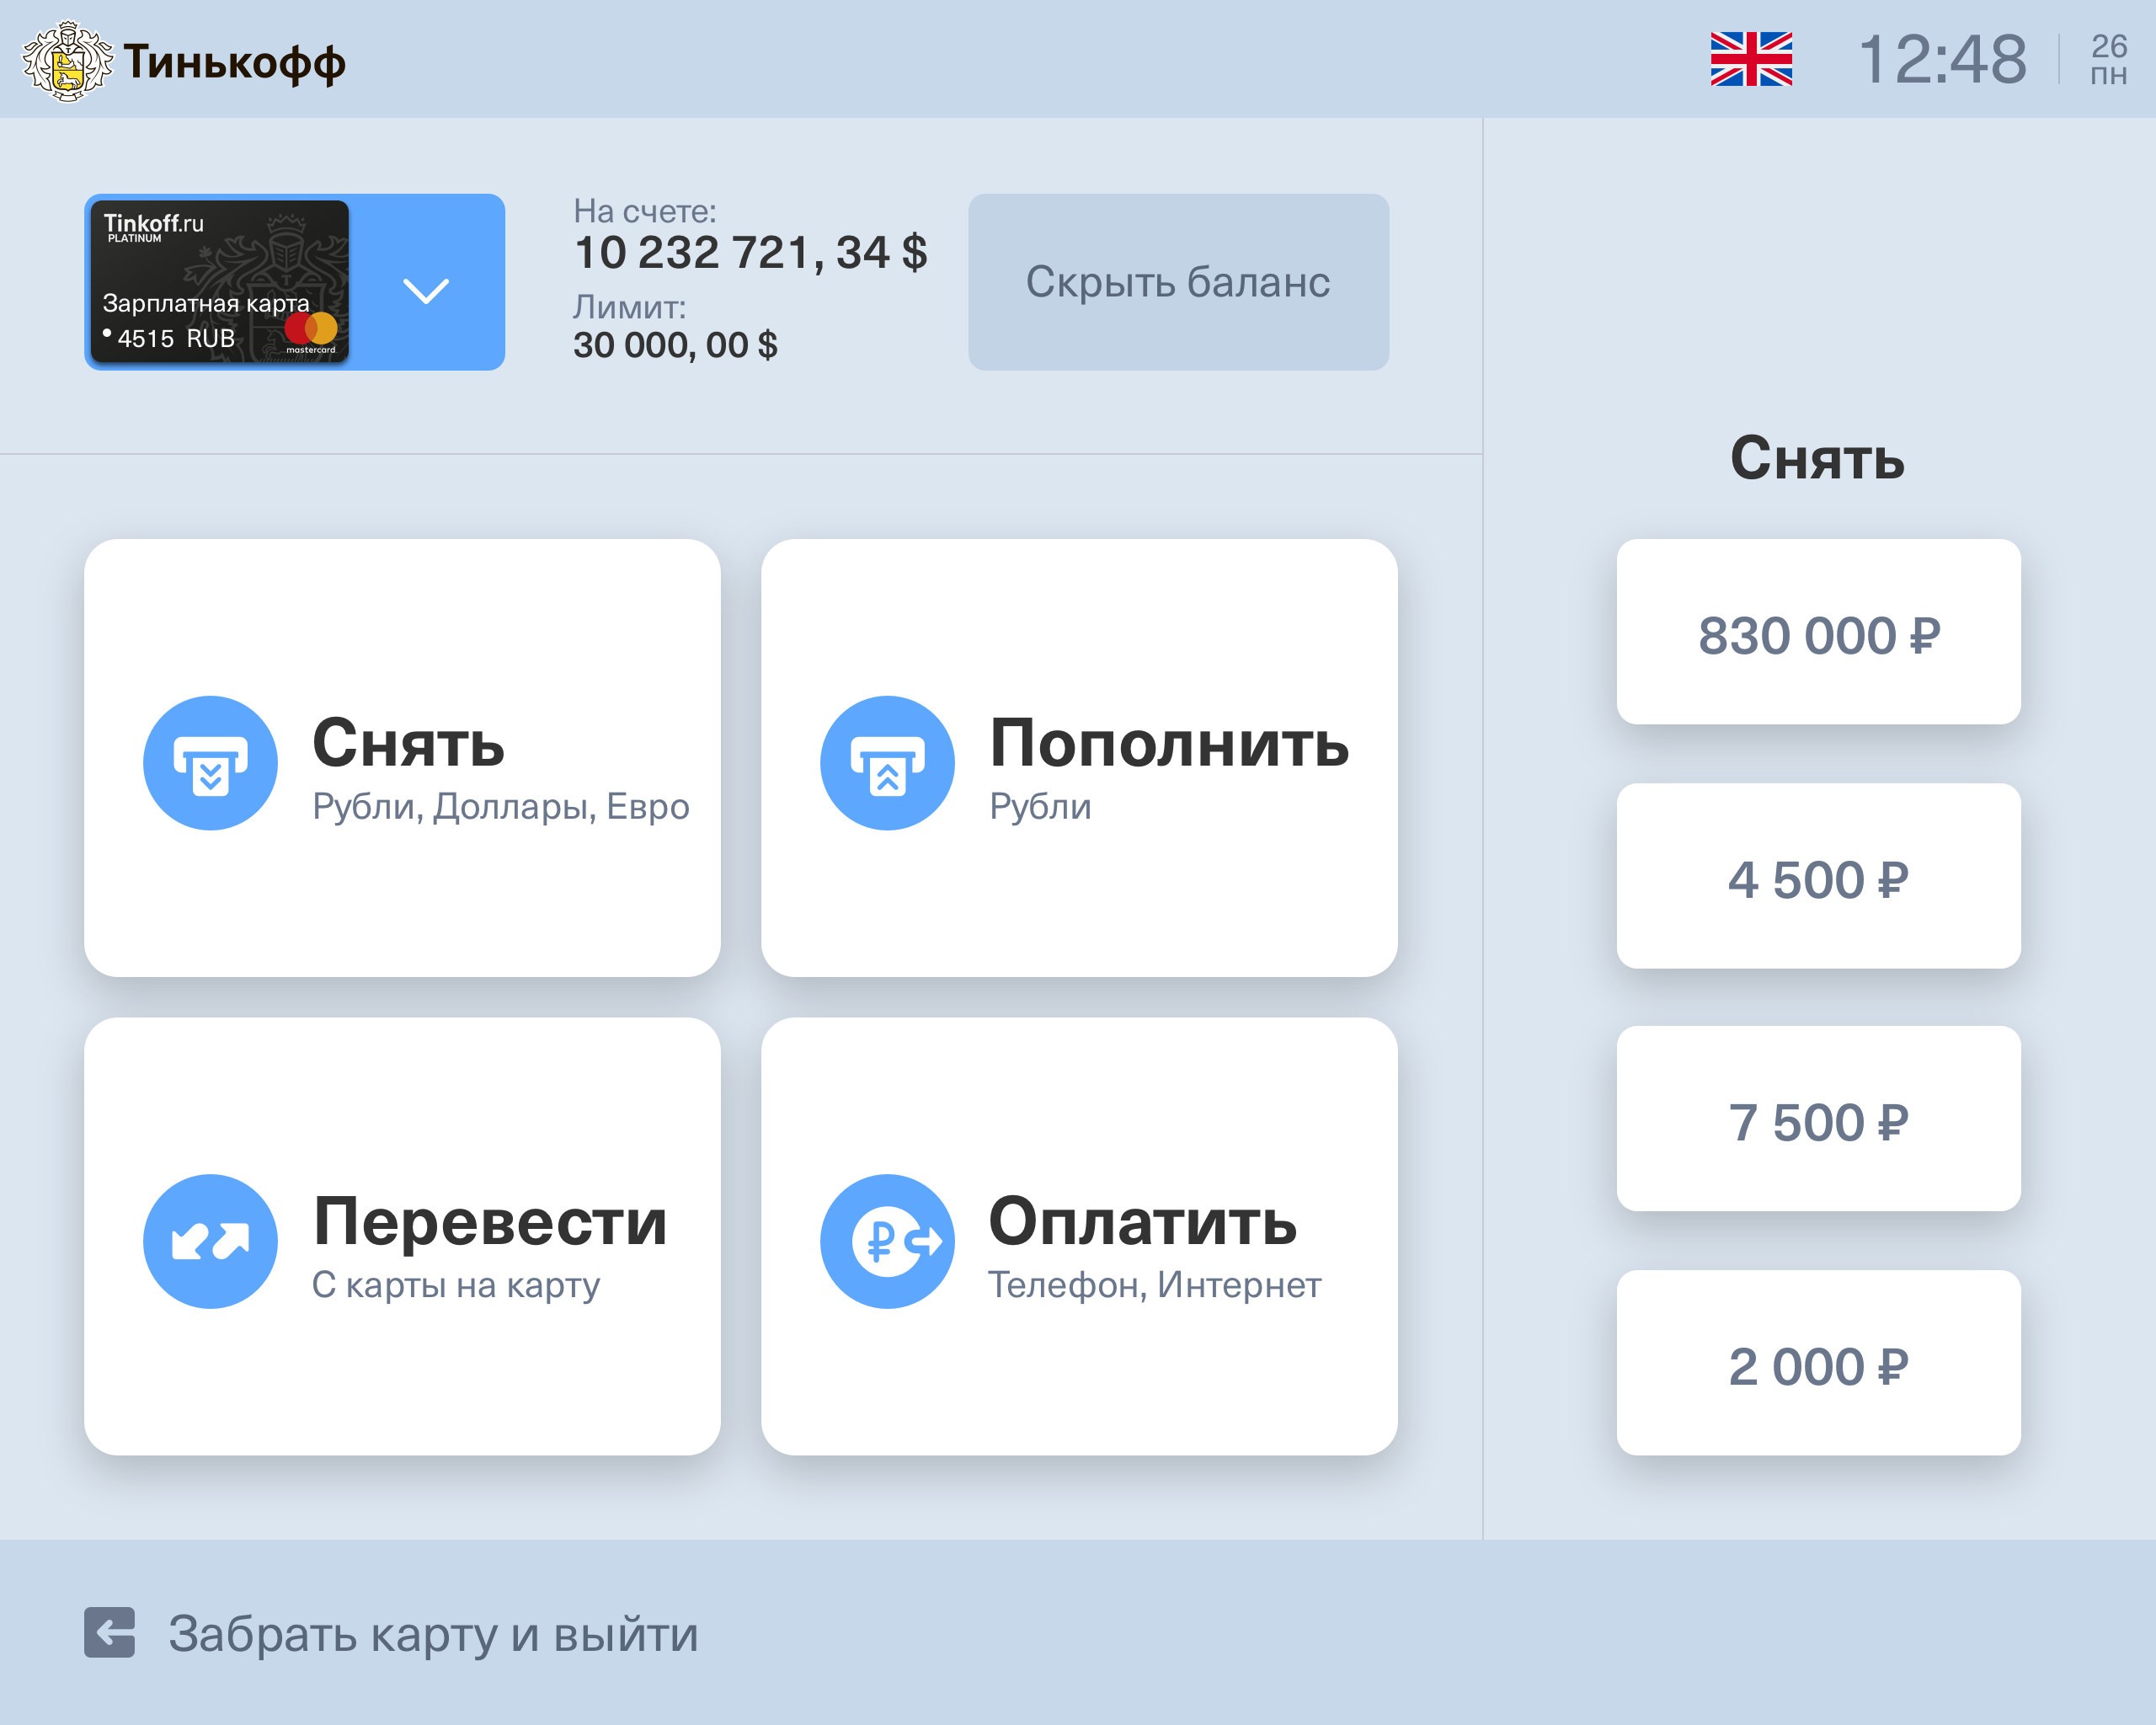 Тинькофф
12:48
26
пн
Tinkoff.ru
PLATINUM
Зарплатная карта
4515 RUB
mastercard
На счете:
10 232 721, 34 $
Лимит:
30 000, 00 $
Скрыть баланс
Снять
Рубли, Доллары, Евро
Пополнить
Рубли
Перевести
С карты на карту
Оплатить
Телефон, Интернет
Снять
830 000 ₽
4 500 ₽
7 500 ₽
2 000 ₽
Забрать карту и выйти